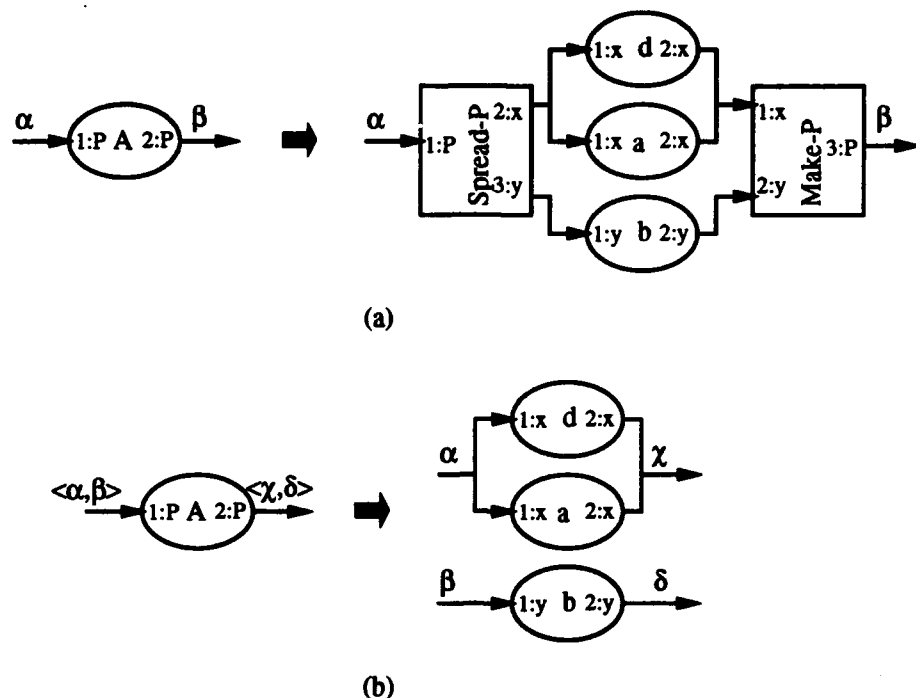 α
1:P A 2:P
β
α
1:P
Spread-P
2:x
3:y
1:x d 2:x
1:x a 2:x
1:y b 2:y
1:x
2:y
Make-P
3:P
β
(a)
<α,β>
1:P A 2:P
<χ,δ>
α
1:x d 2:x
1:x a 2:x
χ
β
1:y b 2:y
δ
(b)